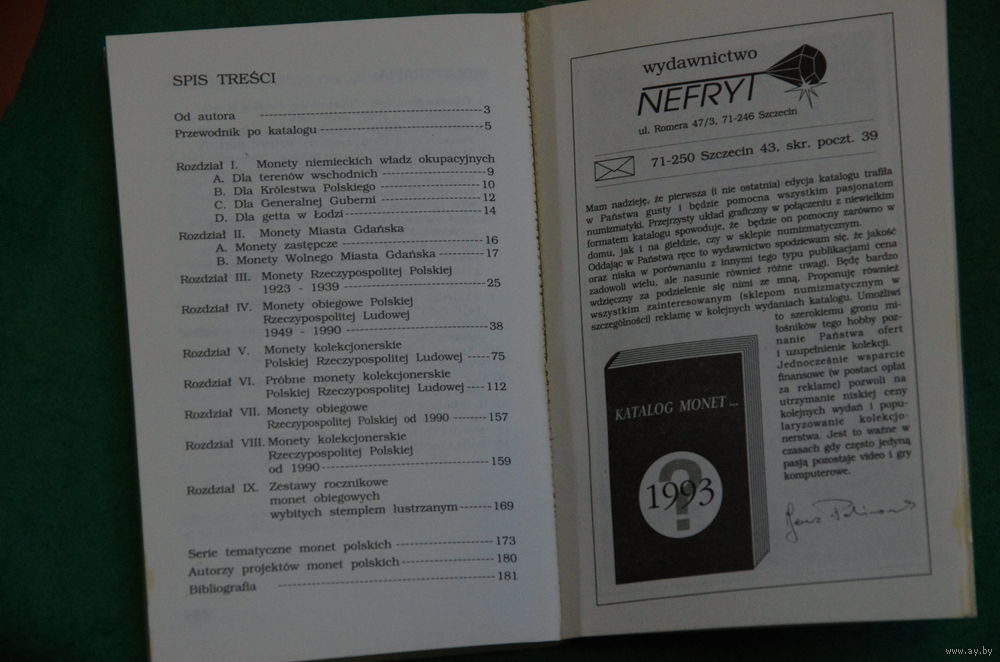 SPIS TREŚCI
Od autora ------------------------------------------3
Przewodnik po katalogu------------------------------5
Rozdział I. Monety niemieckich władz okupacyjnych
A. Dla terenów wschodnich --------------------9
B. Dla Królestwa Polskiego --------------------10
C. Dla Generalnej Guberni --------------------12
D. Dla getta w Łodzi--------------------------14
Rozdział II. Monety Miasta Gdańska
A. Monety zastępcze --------------------------16
B. Monety Wolnego Miasta Gdańska------------17
Rozdział III. Monety Rzeczypospolitej Polskiej
1923 - 1939 ----------------------------25
Rozdział IV. Monety obiegowe Polskiej
Rzeczypospolitej Ludowej
1949 - 1990 ----------------------------38
Rozdział V. Monety kolekcjonerskie
Polskiej Rzeczypospolitej Ludowej -----75
Rozdział VI. Próbne monety kolekcjonerskie
Polskiej Rzeczypospolitej Ludowej----112
Rozdział VII. Monety obiegowe
Rzeczypospolitej Polskiej od 1990 -------157
Rozdział VIII. Monety kolekcjonerskie
Rzeczypospolitej Polskiej
od 1990---------------------------------159
Rozdział IX. Zestawy rocznikowe
monet obiegowych
wybitych stemplem lustrzanym-------169
Serie tematyczne monet polskich --------------------173
Autorzy projektów monet polskich-------------------180
Bibliografia ----------------------------------------181
wydawnictwo
NEFRYT
ul. Romera 47/3, 71-246 Szczecin
71-250 Szczecin 43, skr. poczt. 39
Mam nadzieję, że pierwsza (i nie ostatnia) edycja katalogu trafiła
w Państwa gusty i będzie pomocna wszystkim pasjonatom
numizmatyki. Przejrzysty układ graficzny w połączeniu z niewielkim
formatem katalogu spowoduje, że będzie on pomocny zarówno w
domu, jak i na giełdzie, czy w sklepie numizmatycznym.
Oddając w Państwa ręce to wydawnictwo spodziewam się, że jakość
oraz niska w porównaniu z innymi tego typu publikacjami cena
zadowoli wielu, ale nasunie również różne uwagi. Będę bardzo
wdzięczny za podzielenie się nimi ze mną. Proponuję również
wszystkim zainteresowanym (sklepom numizmatycznym w
szczególności) reklamę w kolejnych wydaniach katalogu. Umożliwi
to szerokiemu gronu mi-
łośników tego hobby poz-
nanie Państwa ofert
i uzupełnienie kolekcji.
Jednocześnie wsparcie
finansowe (w postaci opłat
za reklamę) pozwoli na
utrzymanie niskiej ceny
kolejnych wydań i popu-
laryzowanie kolekcjo-
nerstwa. Jest to ważne w
czasach gdy często jedyną
pasją pozostaje video i gry
komputerowe.
KATALOG MONET ...
?
1993
www.ay.by